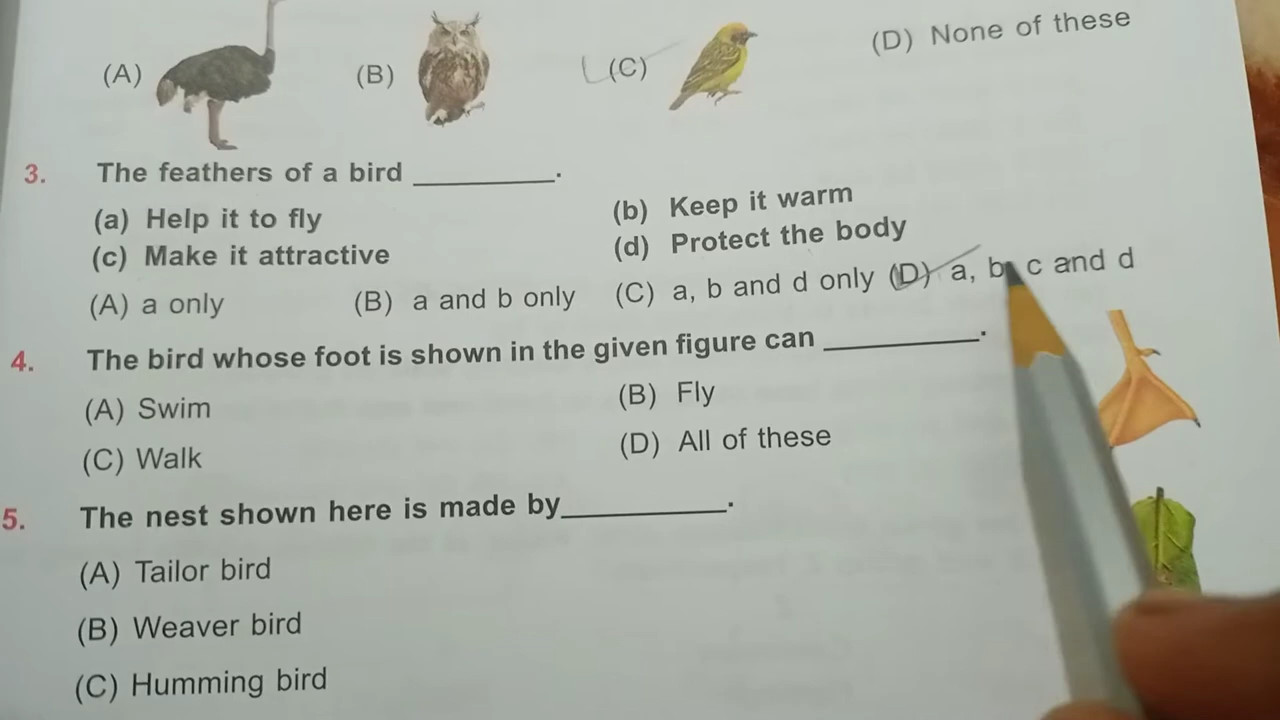 (A) (B) (C) (D) None of these
3. The feathers of a bird __________.
(a) Help it to fly (b) Keep it warm
(c) Make it attractive (d) Protect the body
(A) a only (B) a and b only (C) a, b and d only (D) a, b, c and d
4. The bird whose foot is shown in the given figure can __________.
(A) Swim (B) Fly
(C) Walk (D) All of these
5. The nest shown here is made by__________.
(A) Tailor bird
(B) Weaver bird
(C) Humming bird